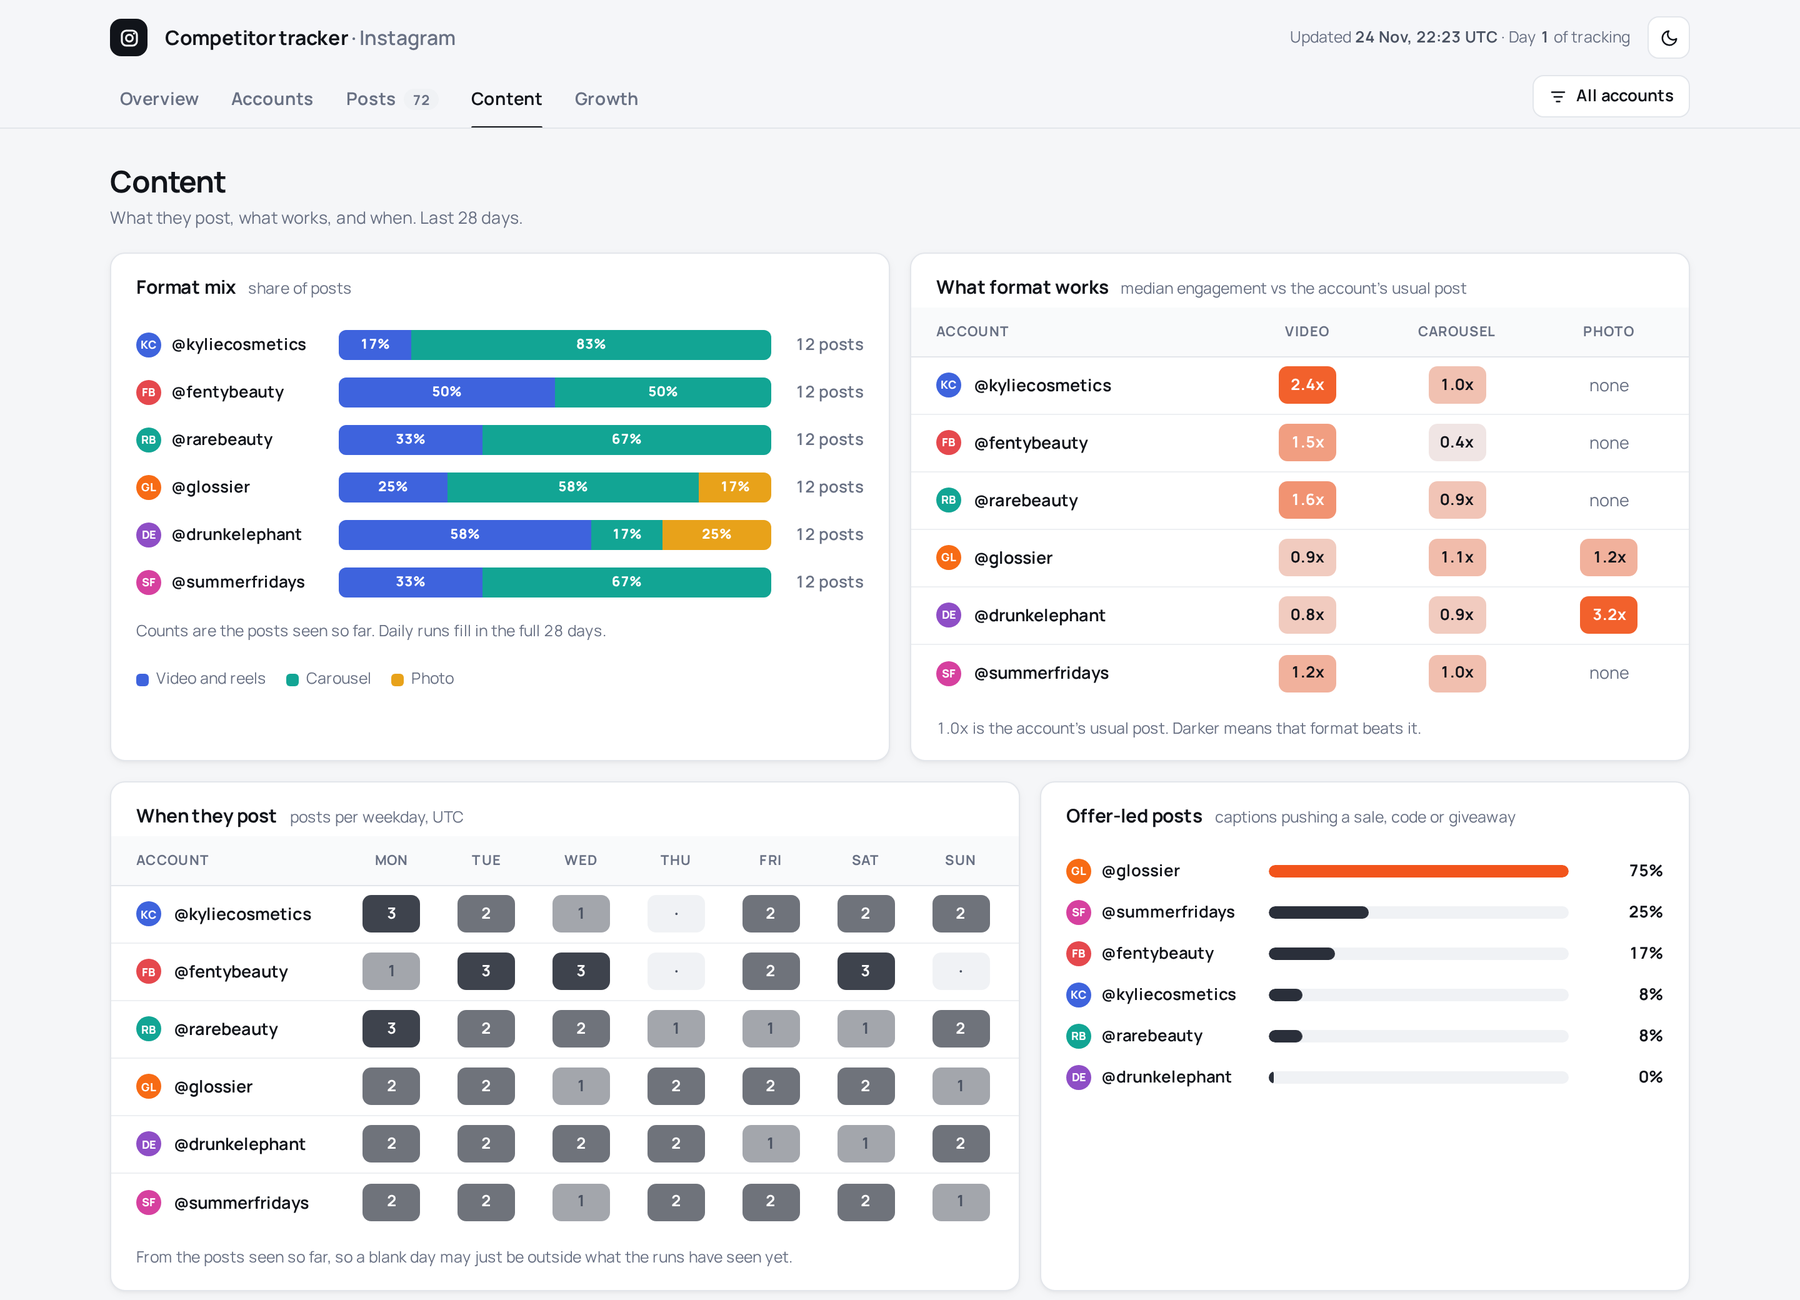 Competitor tracker · Instagram
Updated 24 Nov, 22:23 UTC · Day 1 of tracking
Overview Accounts Posts 72 Content Growth
All accounts
Content
What they post, what works, and when. Last 28 days.
Format mix share of posts
KC @kyliecosmetics 17% 83% 12 posts
FB @fentybeauty 50% 50% 12 posts
RB @rarebeauty 33% 67% 12 posts
GL @glossier 25% 58% 17% 12 posts
DE @drunkelephant 58% 17% 25% 12 posts
SF @summerfridays 33% 67% 12 posts
Counts are the posts seen so far. Daily runs fill in the full 28 days.
Video and reels Carousel Photo
What format works median engagement vs the account's usual post
ACCOUNT VIDEO CAROUSEL PHOTO
KC @kyliecosmetics 2.4x 1.0x none
FB @fentybeauty 1.5x 0.4x none
RB @rarebeauty 1.6x 0.9x none
GL @glossier 0.9x 1.1x 1.2x
DE @drunkelephant 0.8x 0.9x 3.2x
SF @summerfridays 1.2x 1.0x none
1.0x is the account's usual post. Darker means that format beats it.
When they post posts per weekday, UTC
ACCOUNT MON TUE WED THU FRI SAT SUN
KC @kyliecosmetics 3 2 1 · 2 2 2
FB @fentybeauty 1 3 3 · 2 3 ·
RB @rarebeauty 3 2 2 1 1 1 2
GL @glossier 2 2 1 2 2 2 1
DE @drunkelephant 2 2 2 2 1 1 2
SF @summerfridays 2 2 1 2 2 2 1
From the posts seen so far, so a blank day may just be outside what the runs have seen yet.
Offer-led posts captions pushing a sale, code or giveaway
GL @glossier 75%
SF @summerfridays 25%
FB @fentybeauty 17%
KC @kyliecosmetics 8%
RB @rarebeauty 8%
DE @drunkelephant 0%